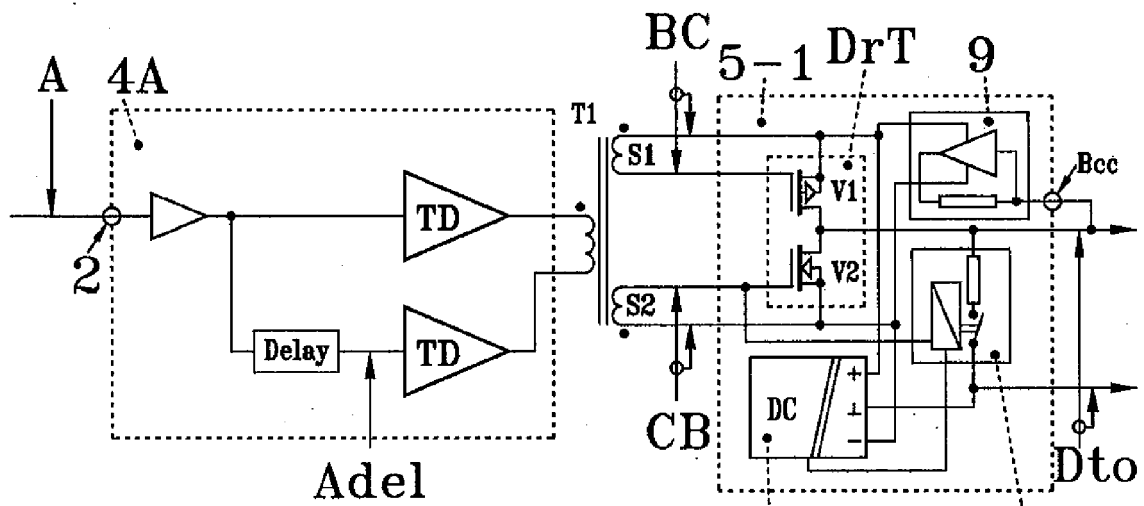 BC
DrT
A
4A
5-1
9
T1
S1
Bcc
V1
TD
2
V2
S2
Delay
TD
DC
+
⊥
−
CB
Adel
Dto